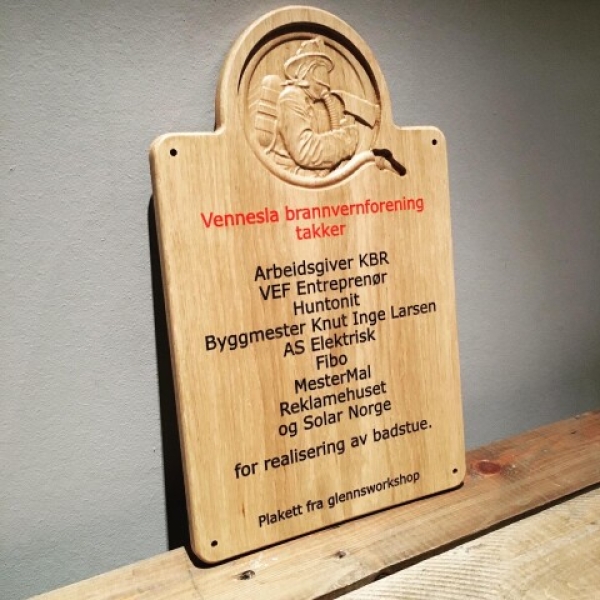 Vennesla brannvernforening
takker
Arbeidsgiver KBR
VEF Entreprenør
Huntonit
Byggmester Knut Inge Larsen
AS Elektrisk
Fibo
MesterMal
Reklamehuset
og Solar Norge
for realisering av badstue.
Plakett fra glennsworkshop